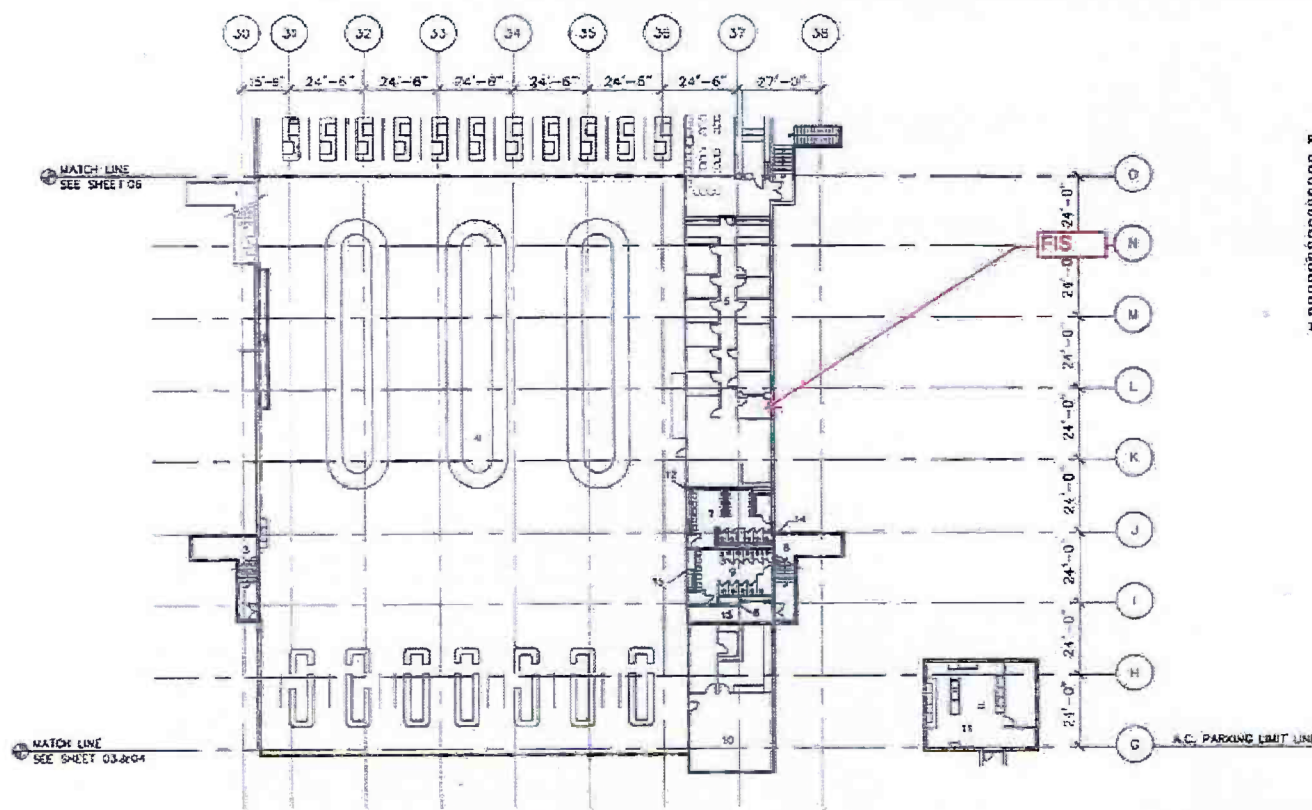 30 31 32 33 34 35 36 37 38
24'-6" 24'-6" 24'-6" 24'-6" 24'-6" 24'-6" 27'-0"
MATCH LINE
SEE SHEET 06
O
24'-0"
FIS
N
24'-0"
5
M
24'-0"
L
24'-0"
K
12
24'-0"
7
14
J
3
8
9
24'-0"
15
I
6
13
24'-0"
H
24'-0"
11
10
MATCH LINE
SEE SHEET 03&04
G
A.C. PARKING LIMIT LINE